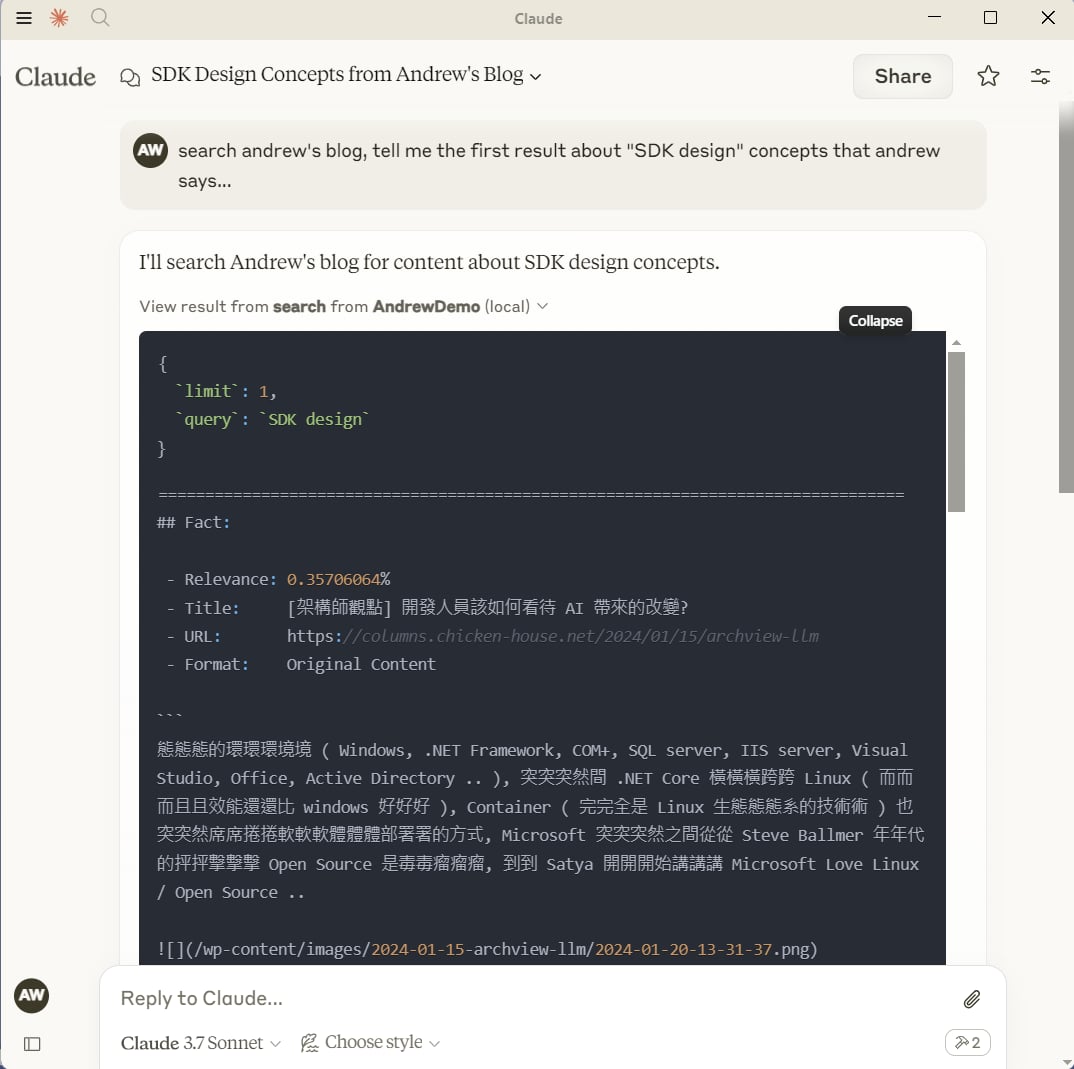 Claude
Claude
SDK Design Concepts from Andrew's Blog
Share
AW
search andrew's blog, tell me the first result about "SDK design" concepts that andrew
says...
I'll search Andrew's blog for content about SDK design concepts.
View result from search from AndrewDemo (local)
Collapse
{
  `limit`: 1,
  `query`: `SDK design`
}
================================================================================
## Fact:
 - Relevance: 0.35706064%
 - Title:     [架構師觀點] 開發人員該如何看待 AI 帶來的改變?
 - URL:       https://columns.chicken-house.net/2024/01/15/archview-llm
 - Format:    Original Content
```
態態態的環環環境境 ( Windows, .NET Framework, COM+, SQL server, IIS server, Visual
Studio, Office, Active Directory .. ), 突突突然間 .NET Core 橫橫橫跨跨 Linux ( 而而
而且且效能還還比 windows 好好好 ), Container ( 完完全是 Linux 生態態態系的技術術 ) 也
突突然席席捲捲軟軟軟體體體部署署的方式, Microsoft 突突突然之間從從 Steve Ballmer 年年代
的抨抨擊擊擊 Open Source 是毒毒瘤瘤瘤, 到到 Satya 開開開始講講講 Microsoft Love Linux
/ Open Source ..
![](/wp-content/images/2024-01-15-archview-llm/2024-01-20-13-31-37.png)
AW
Reply to Claude...
Claude 3.7 Sonnet
Choose style
2